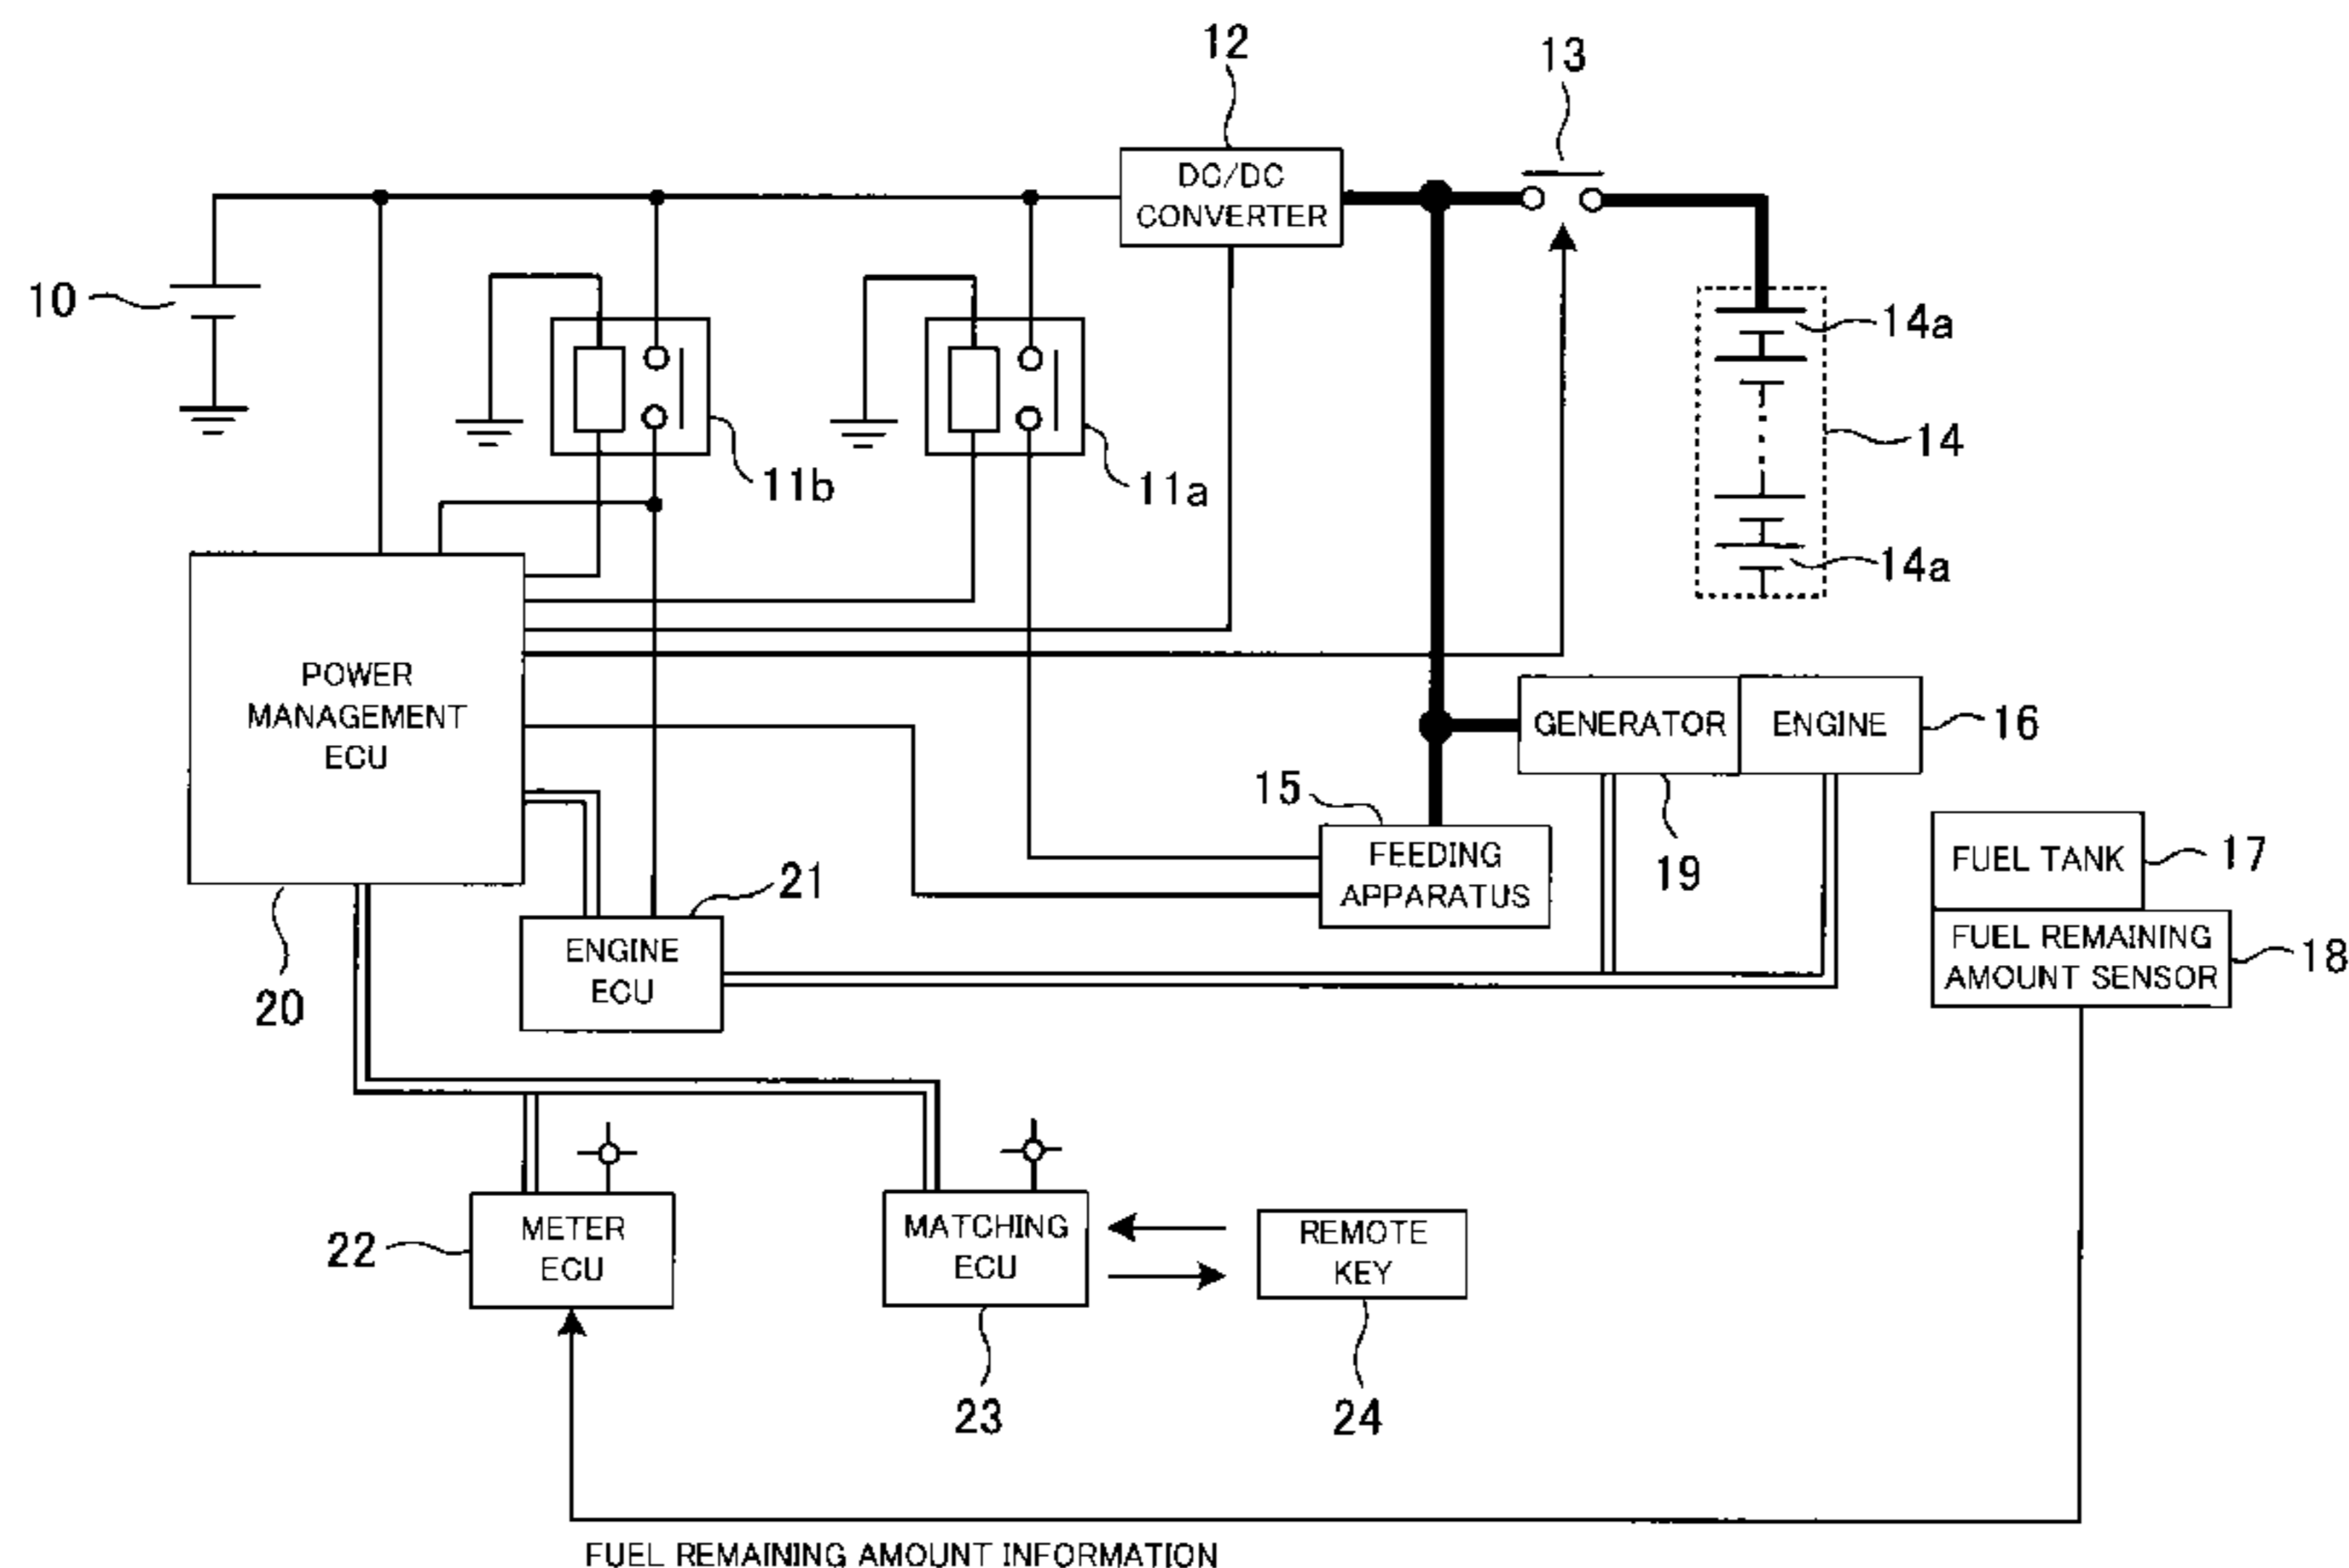 12
13
DC/DC
CONVERTER
10
14a
14
11b
11a
14a
POWER
MANAGEMENT
ECU
GENERATOR
ENGINE
16
15
19
FEEDING
APPARATUS
FUEL TANK
17
21
ENGINE
ECU
FUEL REMAINING
AMOUNT SENSOR
18
20
METER
ECU
22
MATCHING
ECU
REMOTE
KEY
23
24
FUEL REMAINING AMOUNT INFORMATION